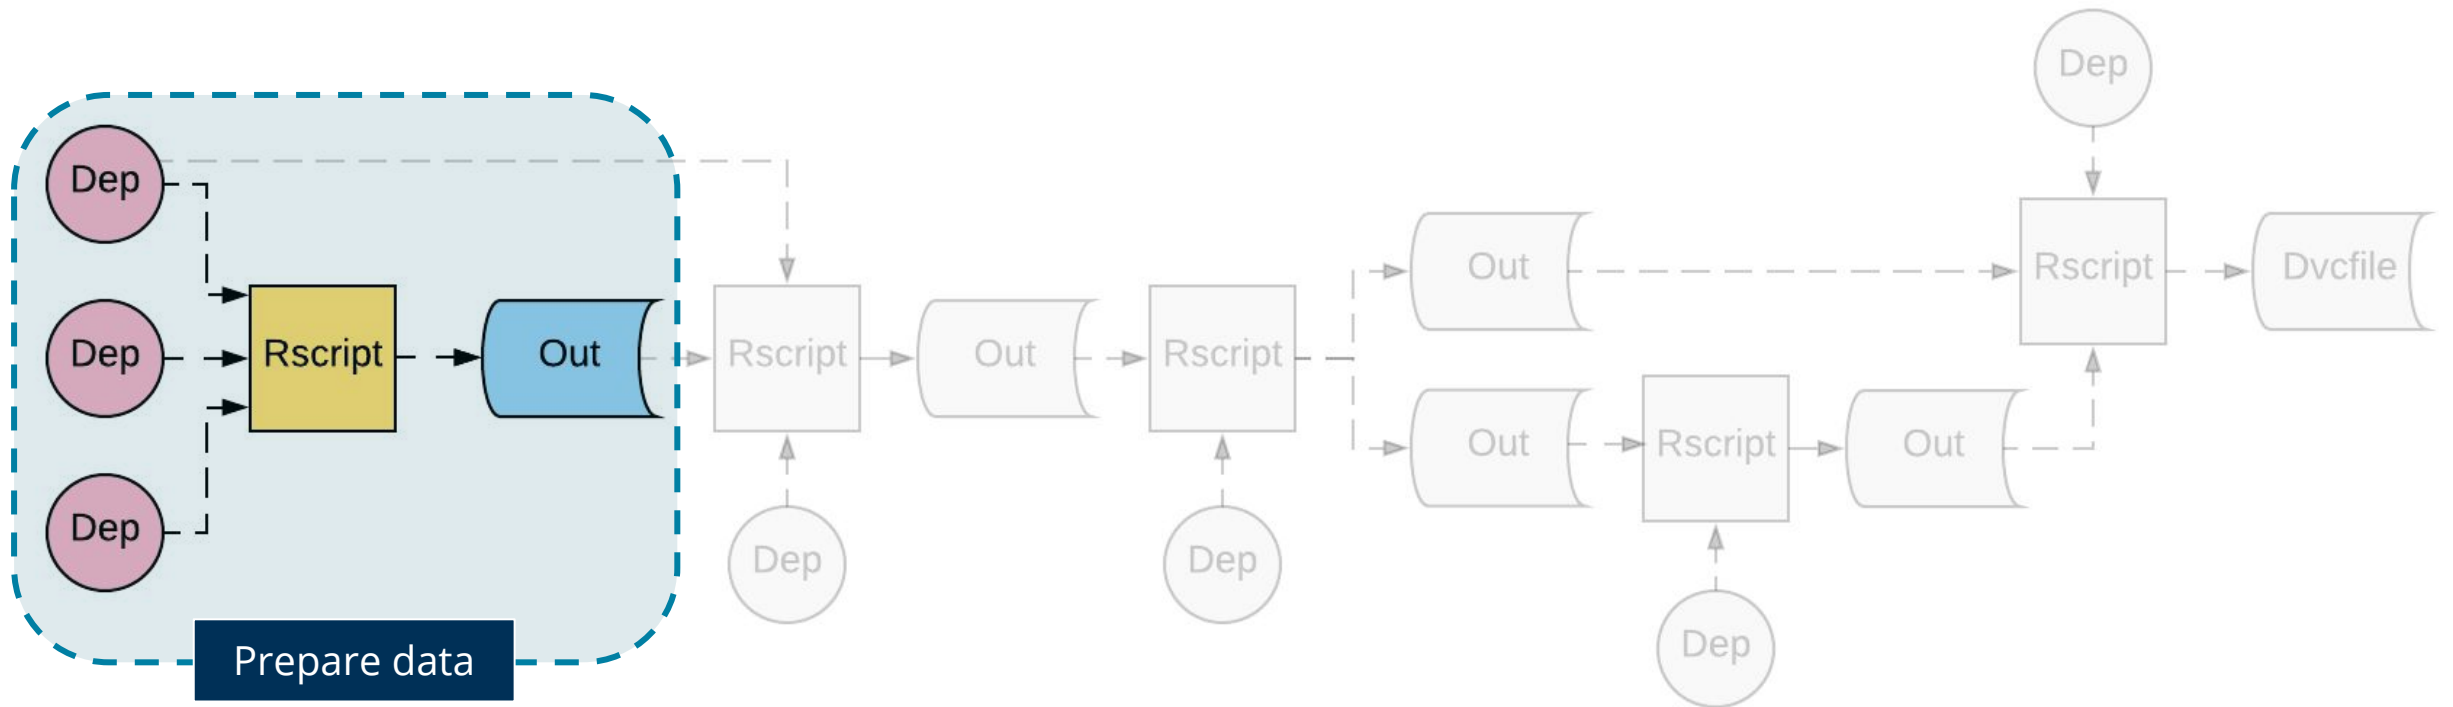 Dep
Dep
Rscript
Out
Dep
Prepare data
Rscript
Dep
Out
Rscript
Dep
Out
Out
Rscript
Dep
Out
Dep
Rscript
Dvcfile